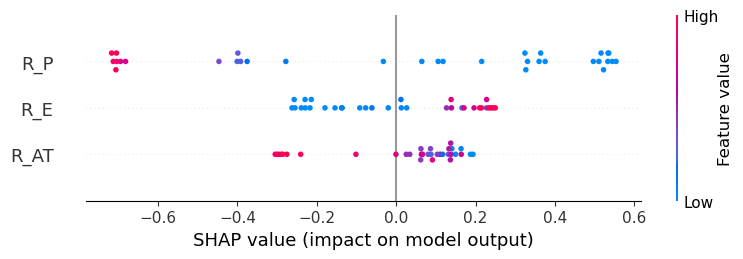 High
R_P
R_E
R_AT
Feature value
Low
−0.6 −0.4 −0.2 0.0 0.2 0.4 0.6
SHAP value (impact on model output)